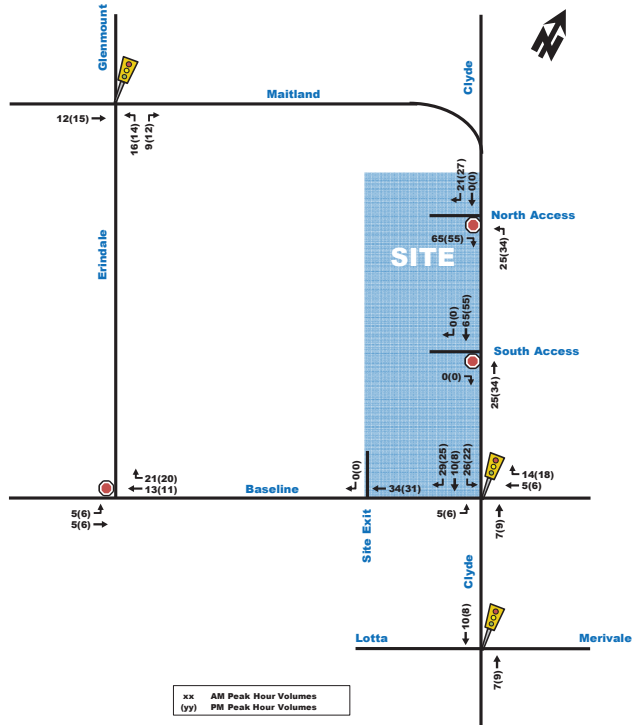 Glenmount
Clyde
Maitland
12(15)
16(14)
9(12)
21(27)
0(0)
North Access
65(55)
25(34)
SITE
Erindale
0(0)
65(55)
South Access
0(0)
25(34)
21(20)
13(11)
Baseline
0(0)
34(31)
29(25)
10(8)
26(22)
14(18)
5(6)
5(6)
5(6)
5(6)
7(9)
Site Exit
Clyde
10(8)
Lotta
Merivale
7(9)
xx AM Peak Hour Volumes
(yy) PM Peak Hour Volumes